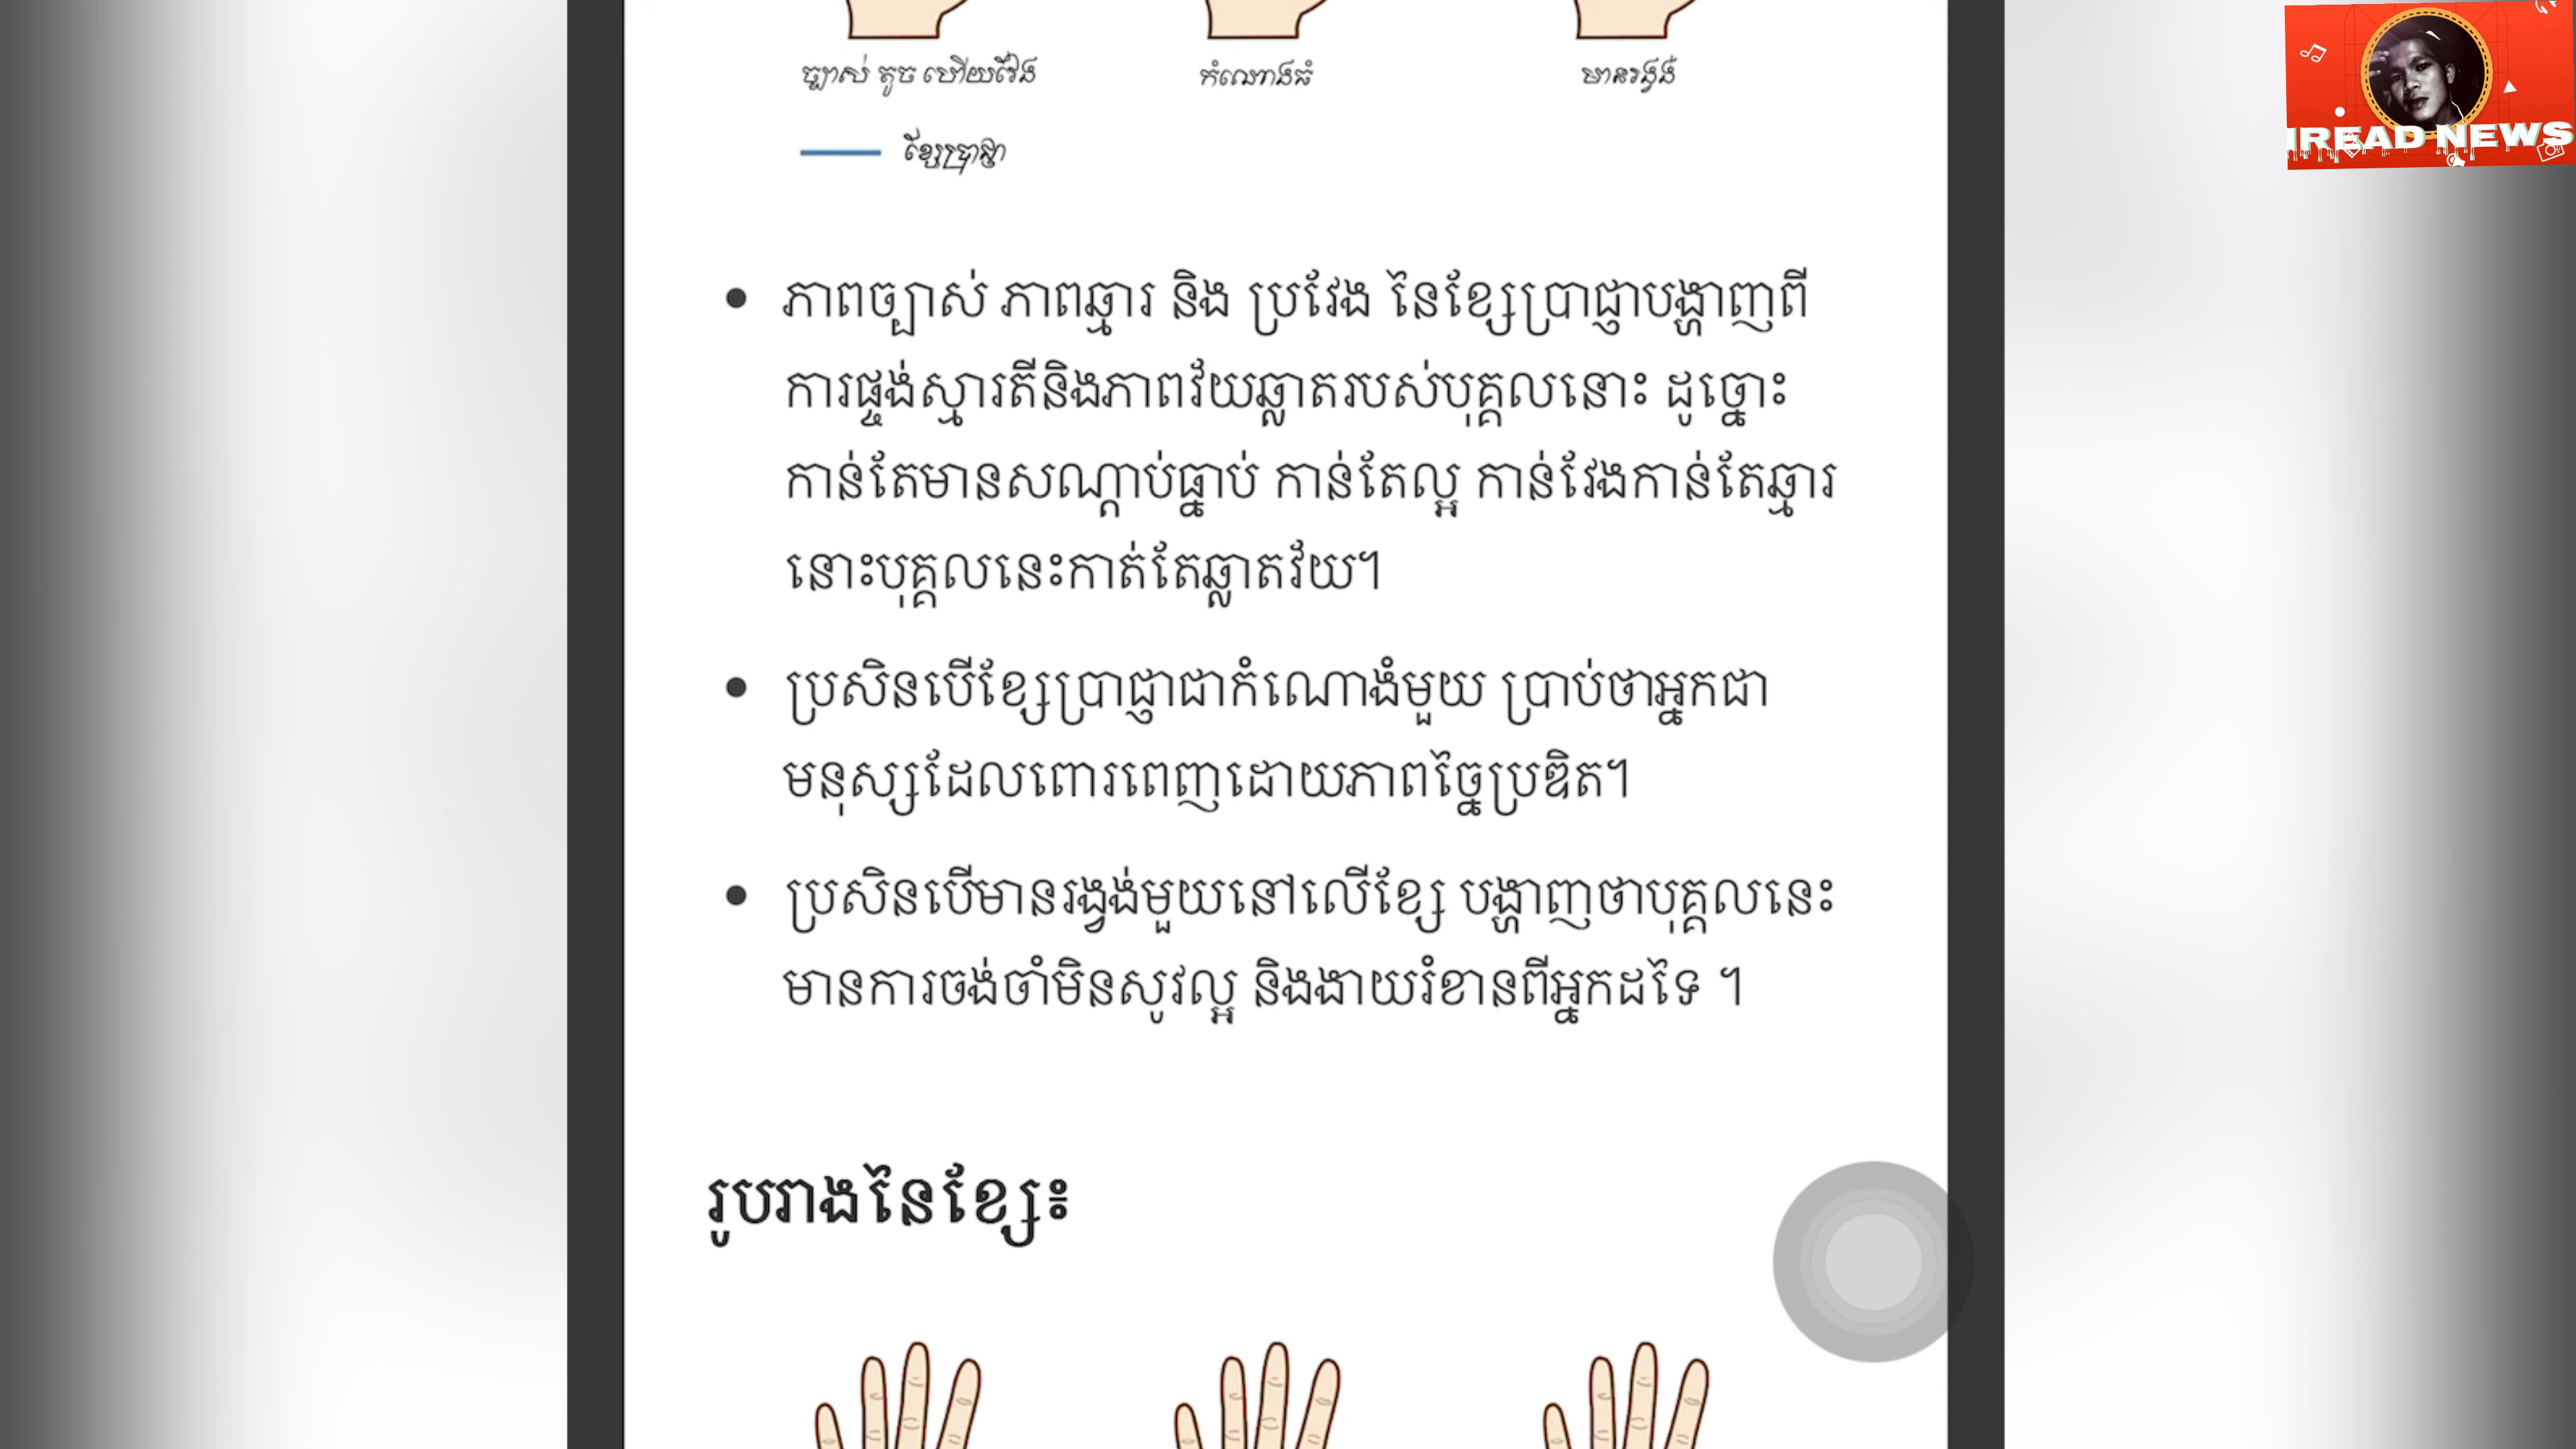 ច្បាស់ តូច ហើយវែង
កំណោងធំ
មានរង្វង់
ខ្សែប្រាជ្ញា
IREAD NEWS
ភាពច្បាស់ ភាពឆ្មារ និង ប្រវែង នៃខ្សែប្រាជ្ញាបង្ហាញពី
ការផ្ចង់ស្មារតីនិងភាពវ័យឆ្លាតរបស់បុគ្គលនោះ ដូច្នោះ
កាន់តែមានសណ្ដាប់ធ្នាប់ កាន់តែល្អ កាន់វែងកាន់តែឆ្មារ
នោះបុគ្គលនេះកាត់តែឆ្លាតវ័យ។
ប្រសិនបើខ្សែប្រាជ្ញាជាកំណោងំមួយ ប្រាប់ថាអ្នកជា
មនុស្សដែលពោរពេញដោយភាពច្នៃប្រឌិត។
ប្រសិនបើមានរង្វង់មួយនៅលើខ្សែ បង្ហាញថាបុគ្គលនេះ
មានការចង់ចាំមិនសូវល្អ និងងាយរំខានពីអ្នកដទៃ ។
រូបរាងនៃខ្សែ៖